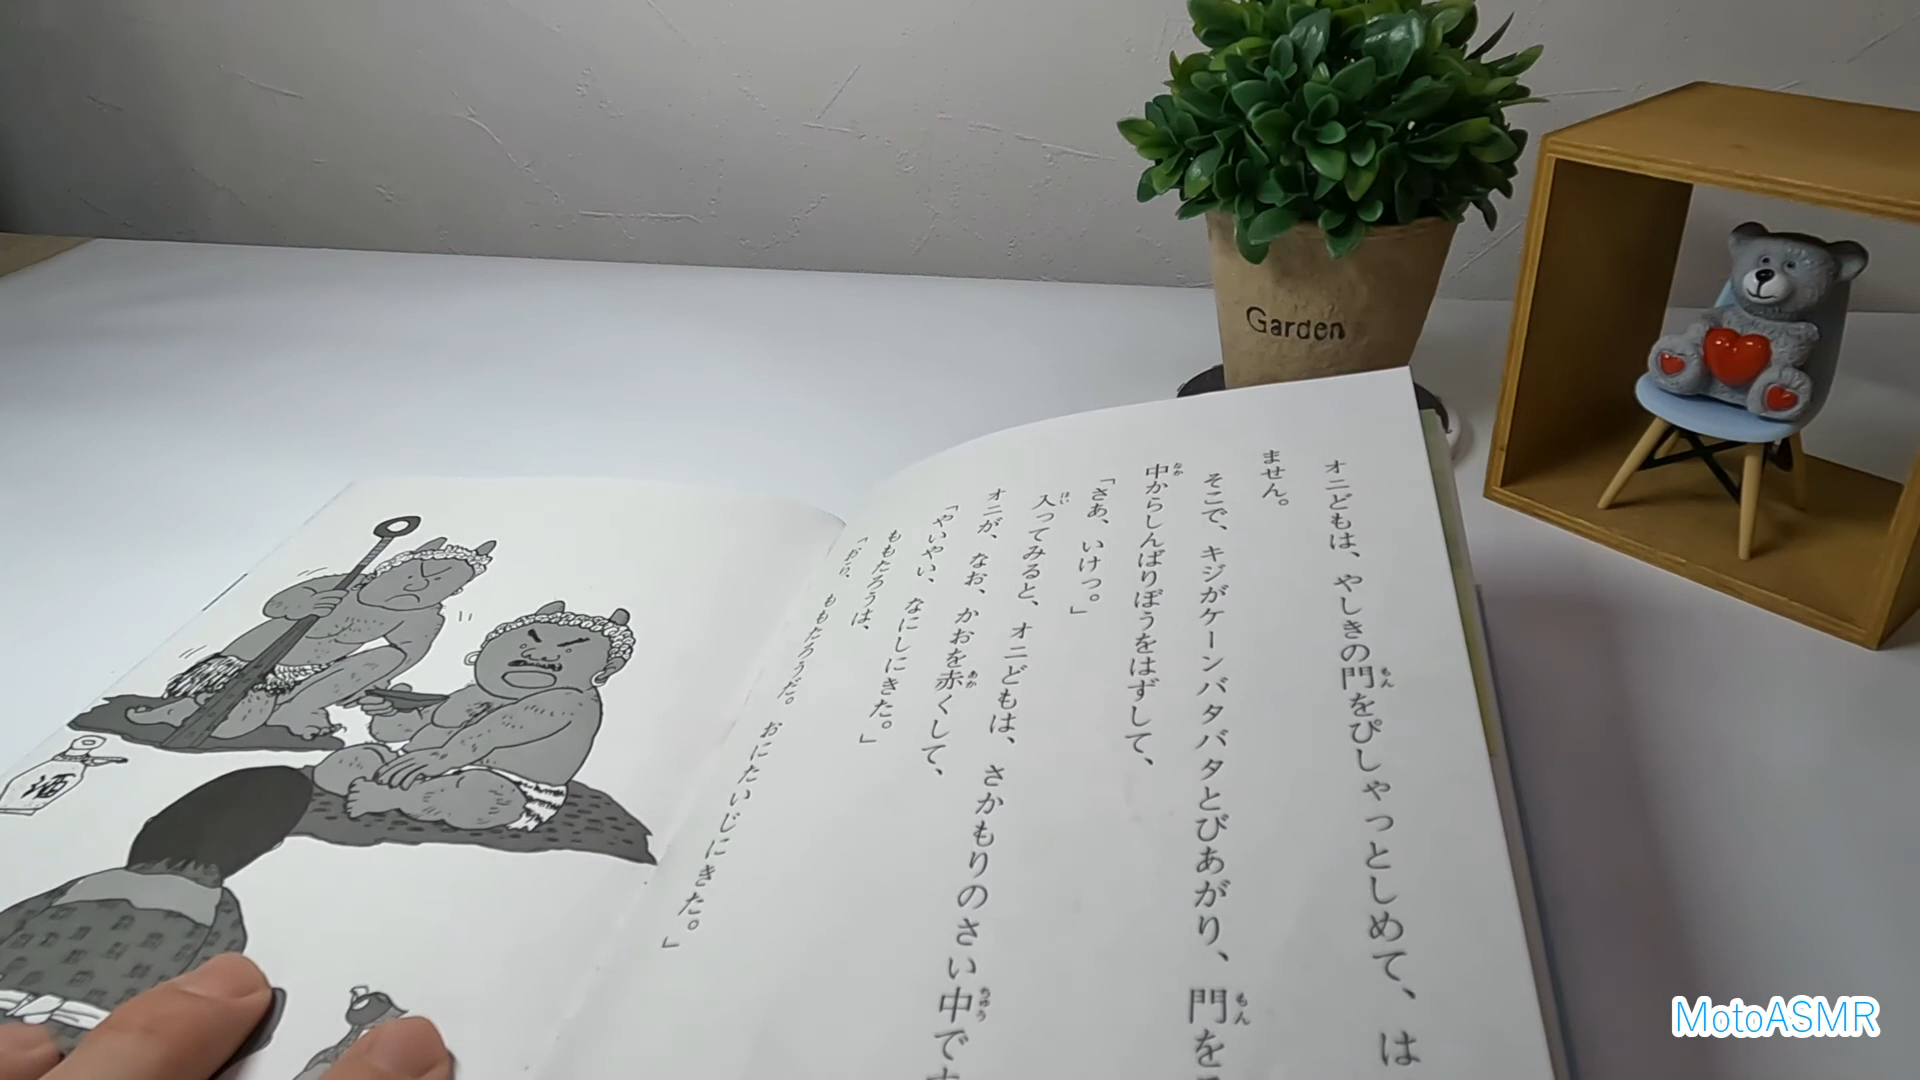 Garden
オニどもは、やしきの門をぴしゃっとしめて、は
ません。
そこで、キジがケーンバタバタととびあがり、門を
中からしんばりぼうをはずして、
「さあ、いけっ。」
入ってみると、オニどもは、さかもりのさい中で
オニが、なお、かおを赤くして、
「やいやい、なにしにきた。」
ももたろうは、
「おら、ももたろうだ。おにたいじにきた。」
酒
MotoASMR